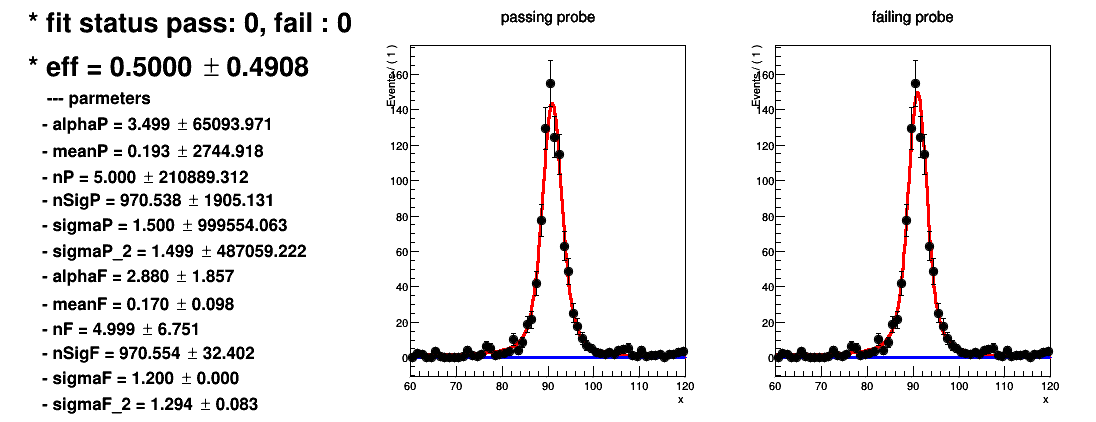 * fit status pass: 0, fail : 0
* eff = 0.5000 ± 0.4908
--- parmeters
- alphaP = 3.499 ± 65093.971
- meanP = 0.193 ± 2744.918
- nP = 5.000 ± 210889.312
- nSigP = 970.538 ± 1905.131
- sigmaP = 1.500 ± 999554.063
- sigmaP_2 = 1.499 ± 487059.222
- alphaF = 2.880 ± 1.857
- meanF = 0.170 ± 0.098
- nF = 4.999 ± 6.751
- nSigF = 970.554 ± 32.402
- sigmaF = 1.200 ± 0.000
- sigmaF_2 = 1.294 ± 0.083
passing probe
Events / ( 1 )
160
140
120
100
80
60
40
20
0
60 70 80 90 100 110 120
x
failing probe
Events / ( 1 )
160
140
120
100
80
60
40
20
0
60 70 80 90 100 110 120
x